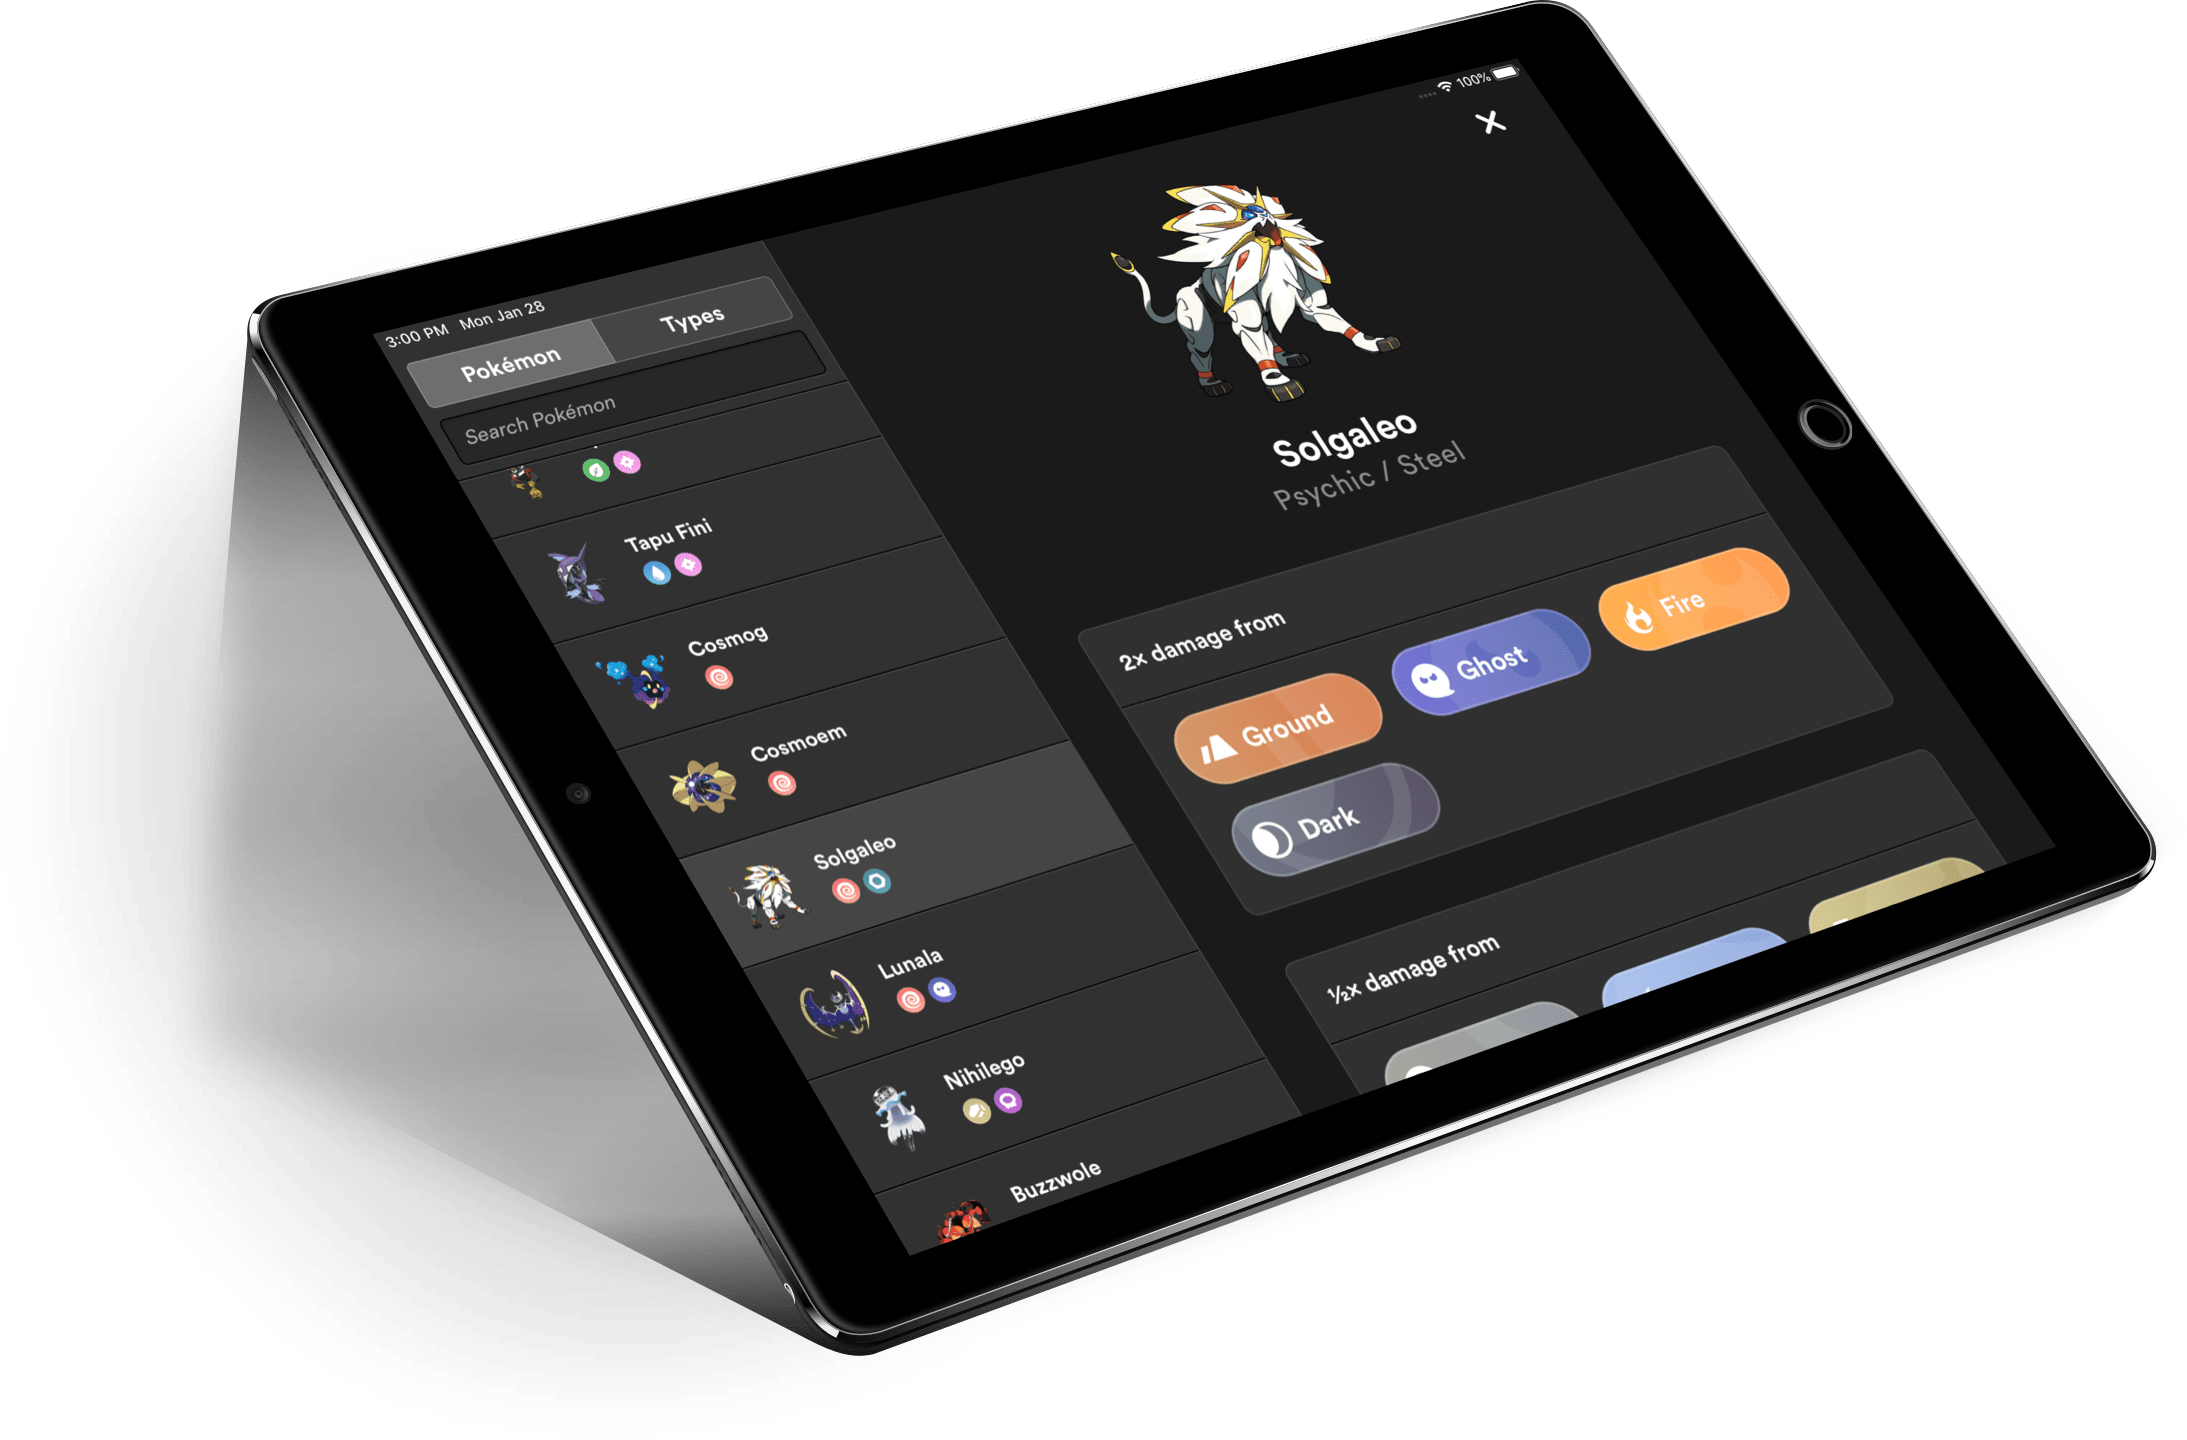 3:00 PM Mon Jan 28
100%
Pokémon
Types
Search Pokémon
Tapu Fini
Cosmog
Cosmoem
Solgaleo
Lunala
Nihilego
Buzzwole
Solgaleo
Psychic / Steel
2x damage from
Ground
Ghost
Fire
Dark
½x damage from